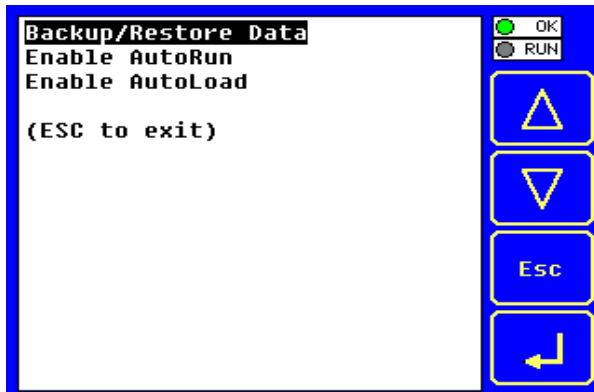 Backup/Restore Data
Enable AutoRun
Enable AutoLoad
(ESC to exit)
OK
RUN
Esc